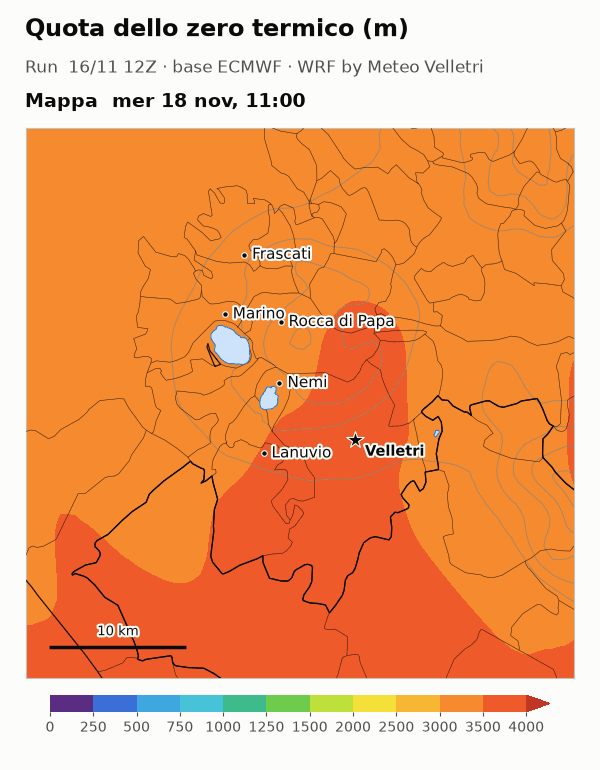 Quota dello zero termico (m)
Run  16/11 12Z · base ECMWF · WRF by Meteo Velletri
Mappa  mer 18 nov, 11:00
Frascati
Marino
Rocca di Papa
Nemi
Velletri
Lanuvio
10 km
0 250 500 750 1000 1250 1500 2000 2500 3000 3500 4000